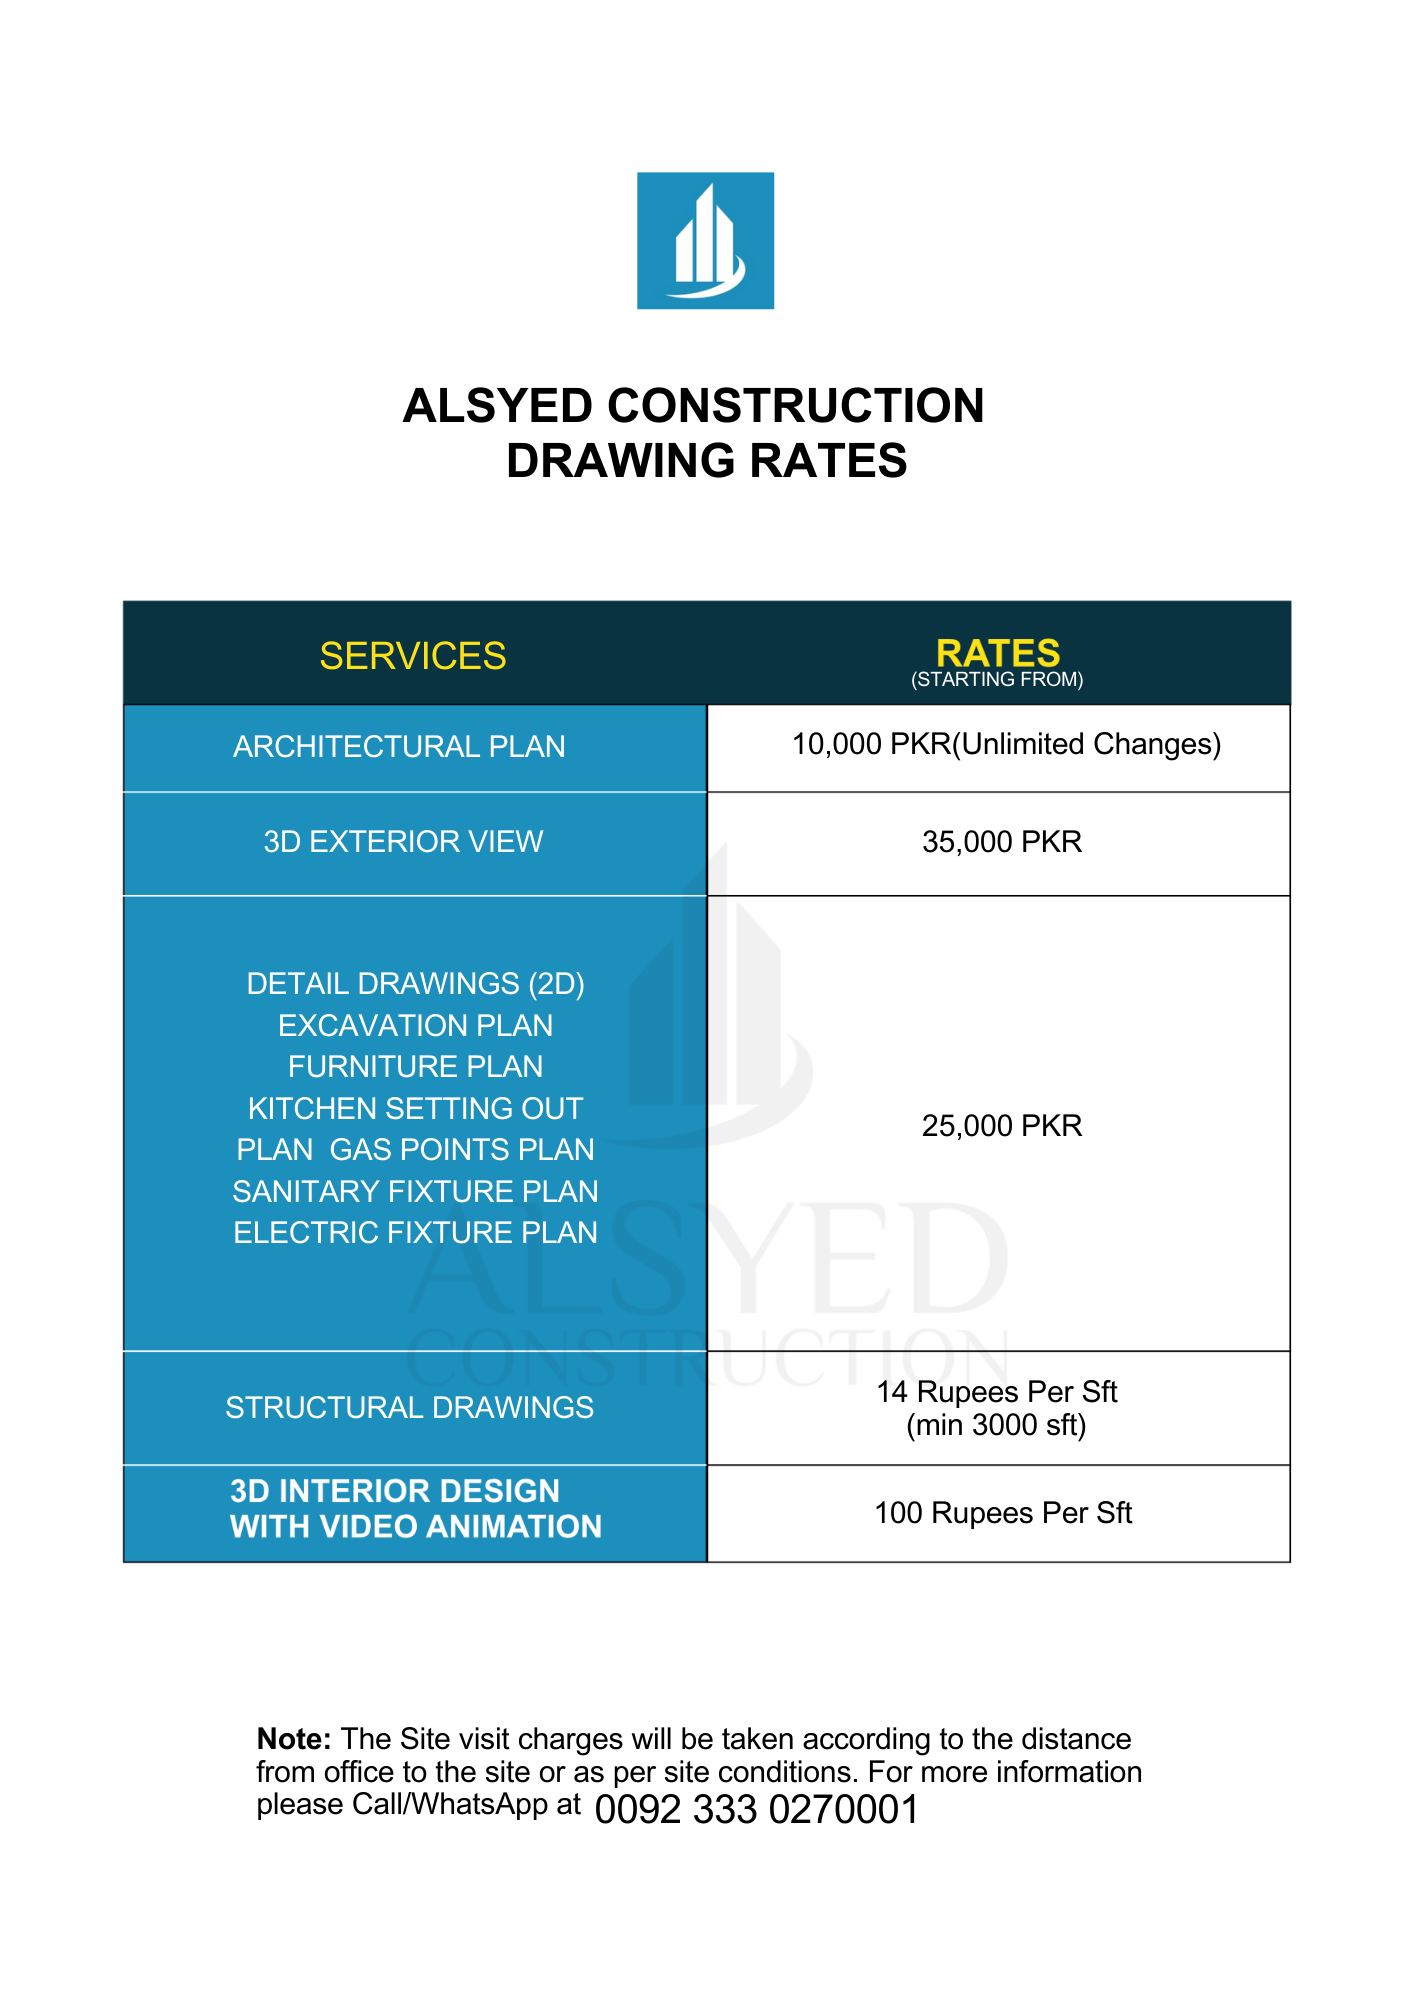 ALSYED CONSTRUCTION
DRAWING RATES
SERVICES
RATES
(STARTING FROM)
ARCHITECTURAL PLAN
10,000 PKR(Unlimited Changes)
3D EXTERIOR VIEW
35,000 PKR
DETAIL DRAWINGS (2D)
EXCAVATION PLAN
FURNITURE PLAN
KITCHEN SETTING OUT
PLAN  GAS POINTS PLAN
SANITARY FIXTURE PLAN
ELECTRIC FIXTURE PLAN
25,000 PKR
ALSYED
CONSTRUCTION
STRUCTURAL DRAWINGS
14 Rupees Per Sft
(min 3000 sft)
3D INTERIOR DESIGN
WITH VIDEO ANIMATION
100 Rupees Per Sft
Note: The Site visit charges will be taken according to the distance
from office to the site or as per site conditions. For more information
please Call/WhatsApp at 0092 333 0270001